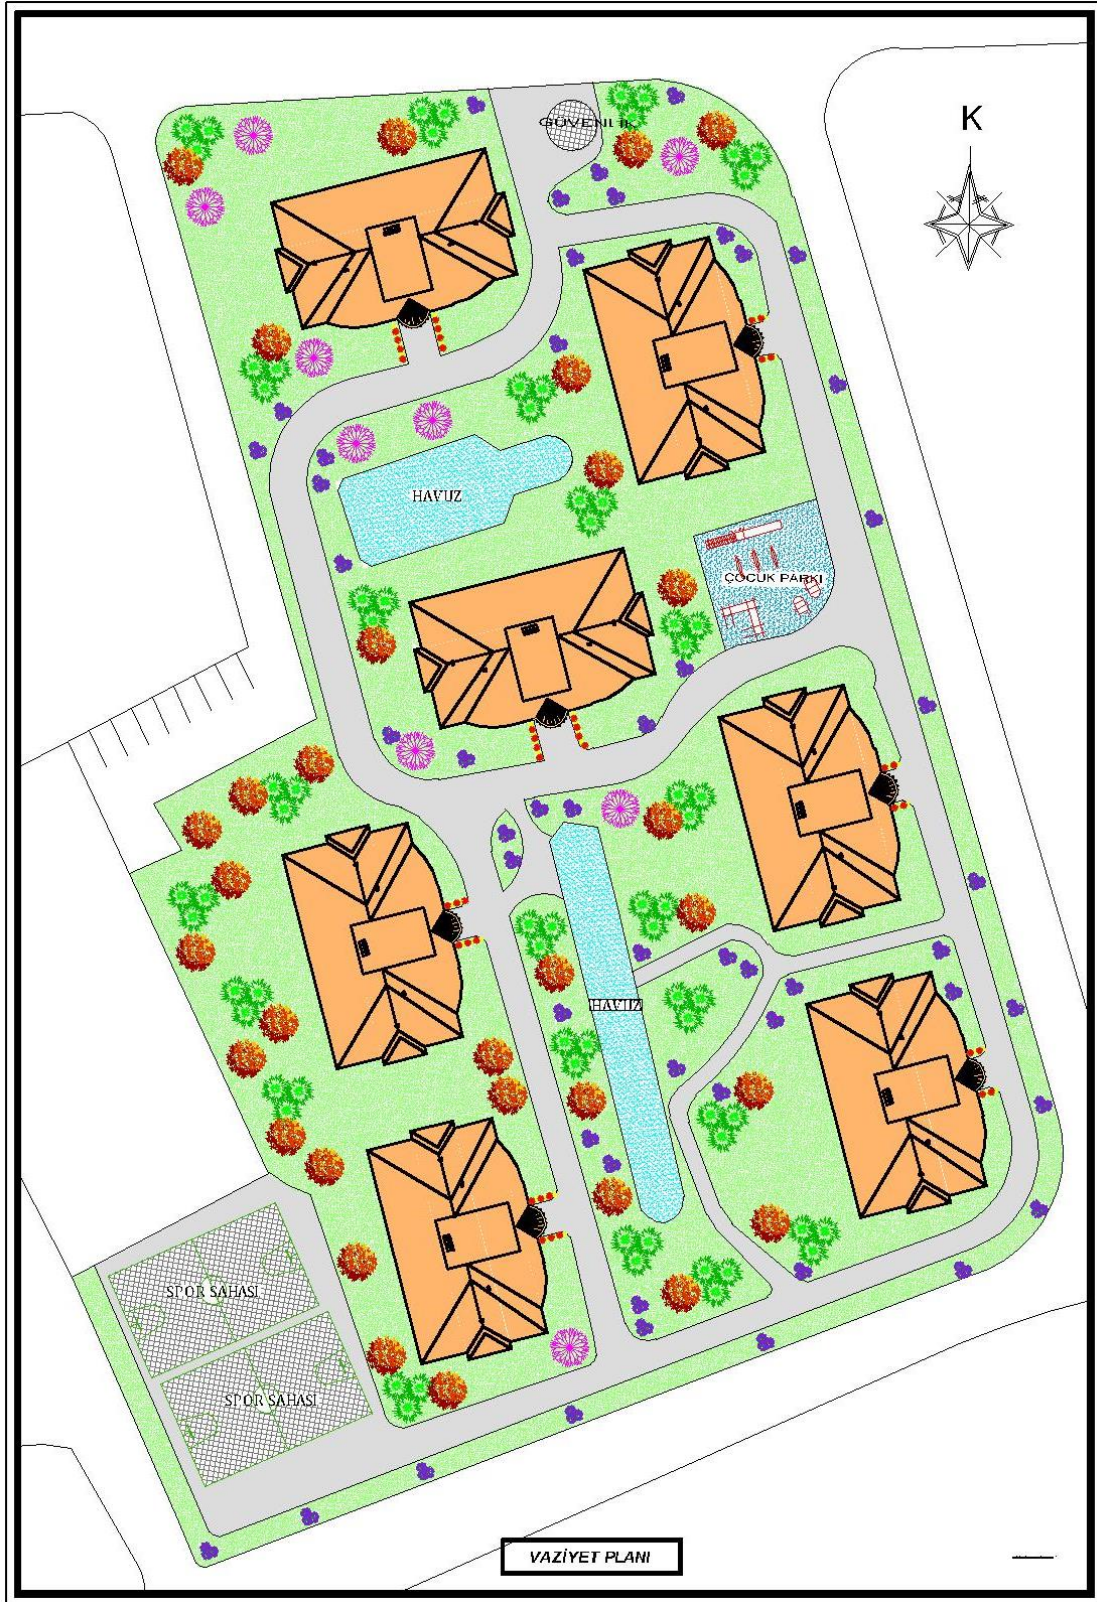 GÜVENLİK
K
HAVUZ
ÇOCUK PARKI
HAVUZ
SPOR SAHASI
SPOR SAHASI
VAZİYET PLANI